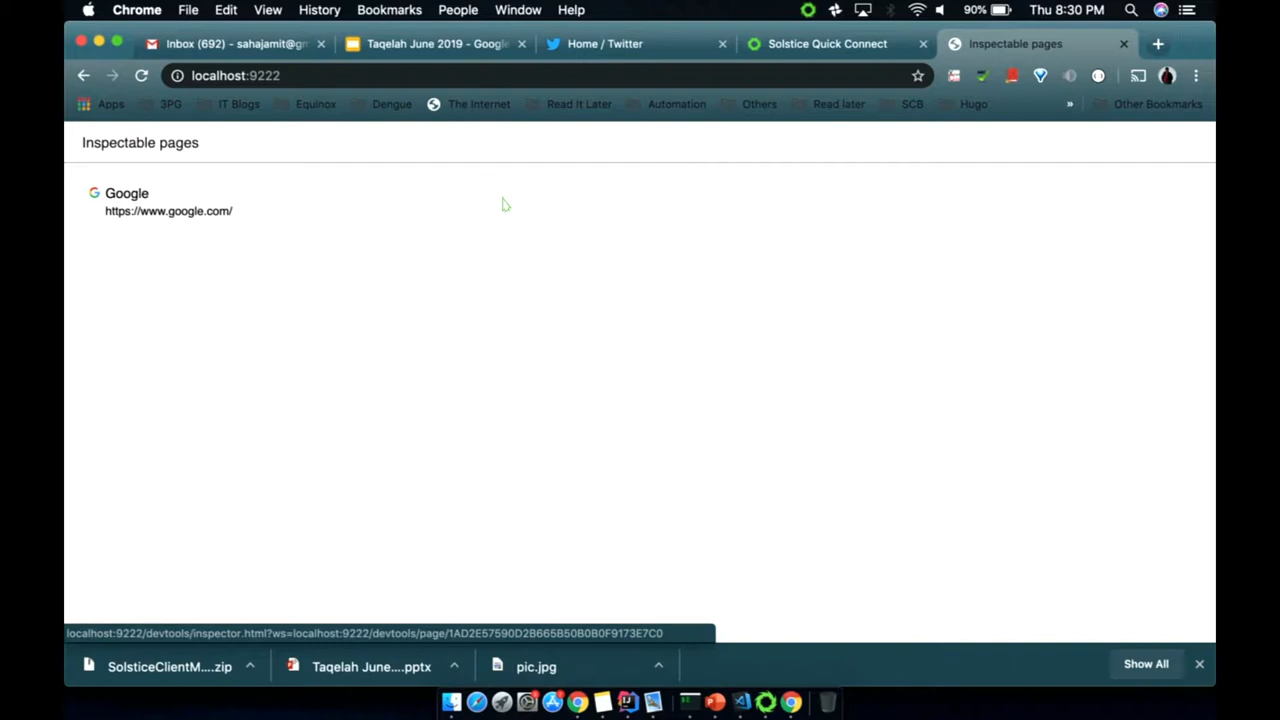 Chrome File Edit View History Bookmarks People Window Help 90% Thu 8:30 PM
Inbox (692) - sahajamit@gm Taqelah June 2019 - Google Home / Twitter Solstice Quick Connect Inspectable pages
localhost:9222
Apps 3PG IT Blogs Equinox Dengue The Internet Read It Later Automation Others Read later SCB Hugo » Other Bookmarks
Inspectable pages
Google
https://www.google.com/
localhost:9222/devtools/inspector.html?ws=localhost:9222/devtools/page/1AD2E57590D2B665B50B0B0F9173E7C0
SolsticeClientM....zip Taqelah June....pptx pic.jpg Show All